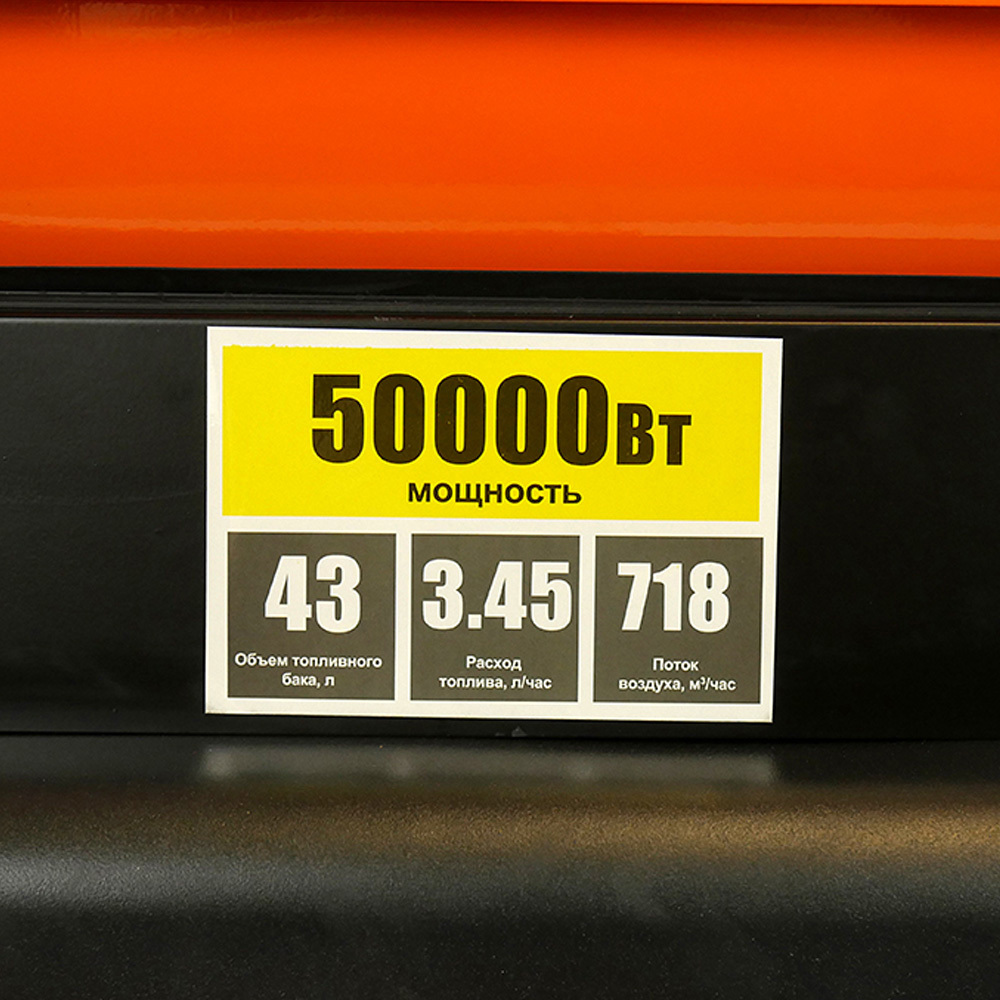 50000Вт
мощность
43
Объем топливного
бака, л
3.45
Расход
топлива, л/час
718
Поток
воздуха, м³/час